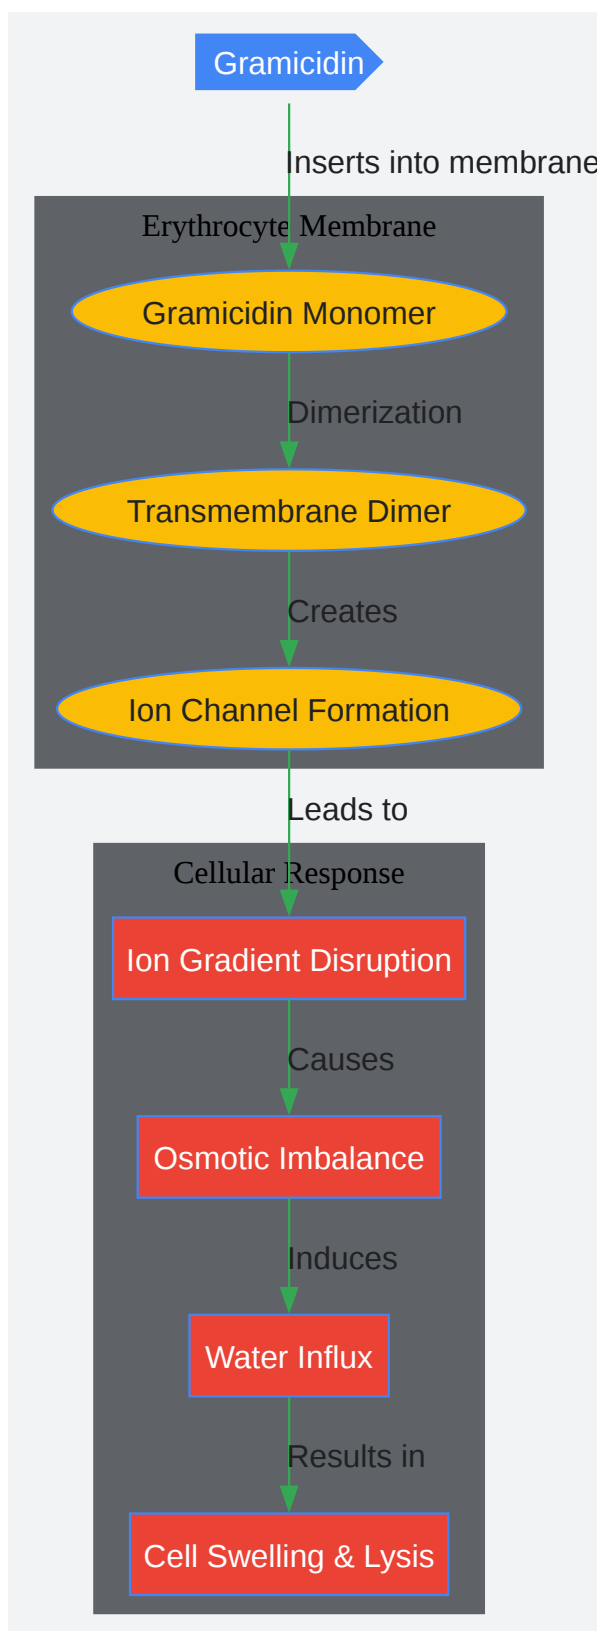 Gramicidin
Inserts into membrane
Erythrocyte Membrane
Gramicidin Monomer
Dimerization
Transmembrane Dimer
Creates
Ion Channel Formation
Leads to
Cellular Response
Ion Gradient Disruption
Causes
Osmotic Imbalance
Induces
Water Influx
Results in
Cell Swelling & Lysis